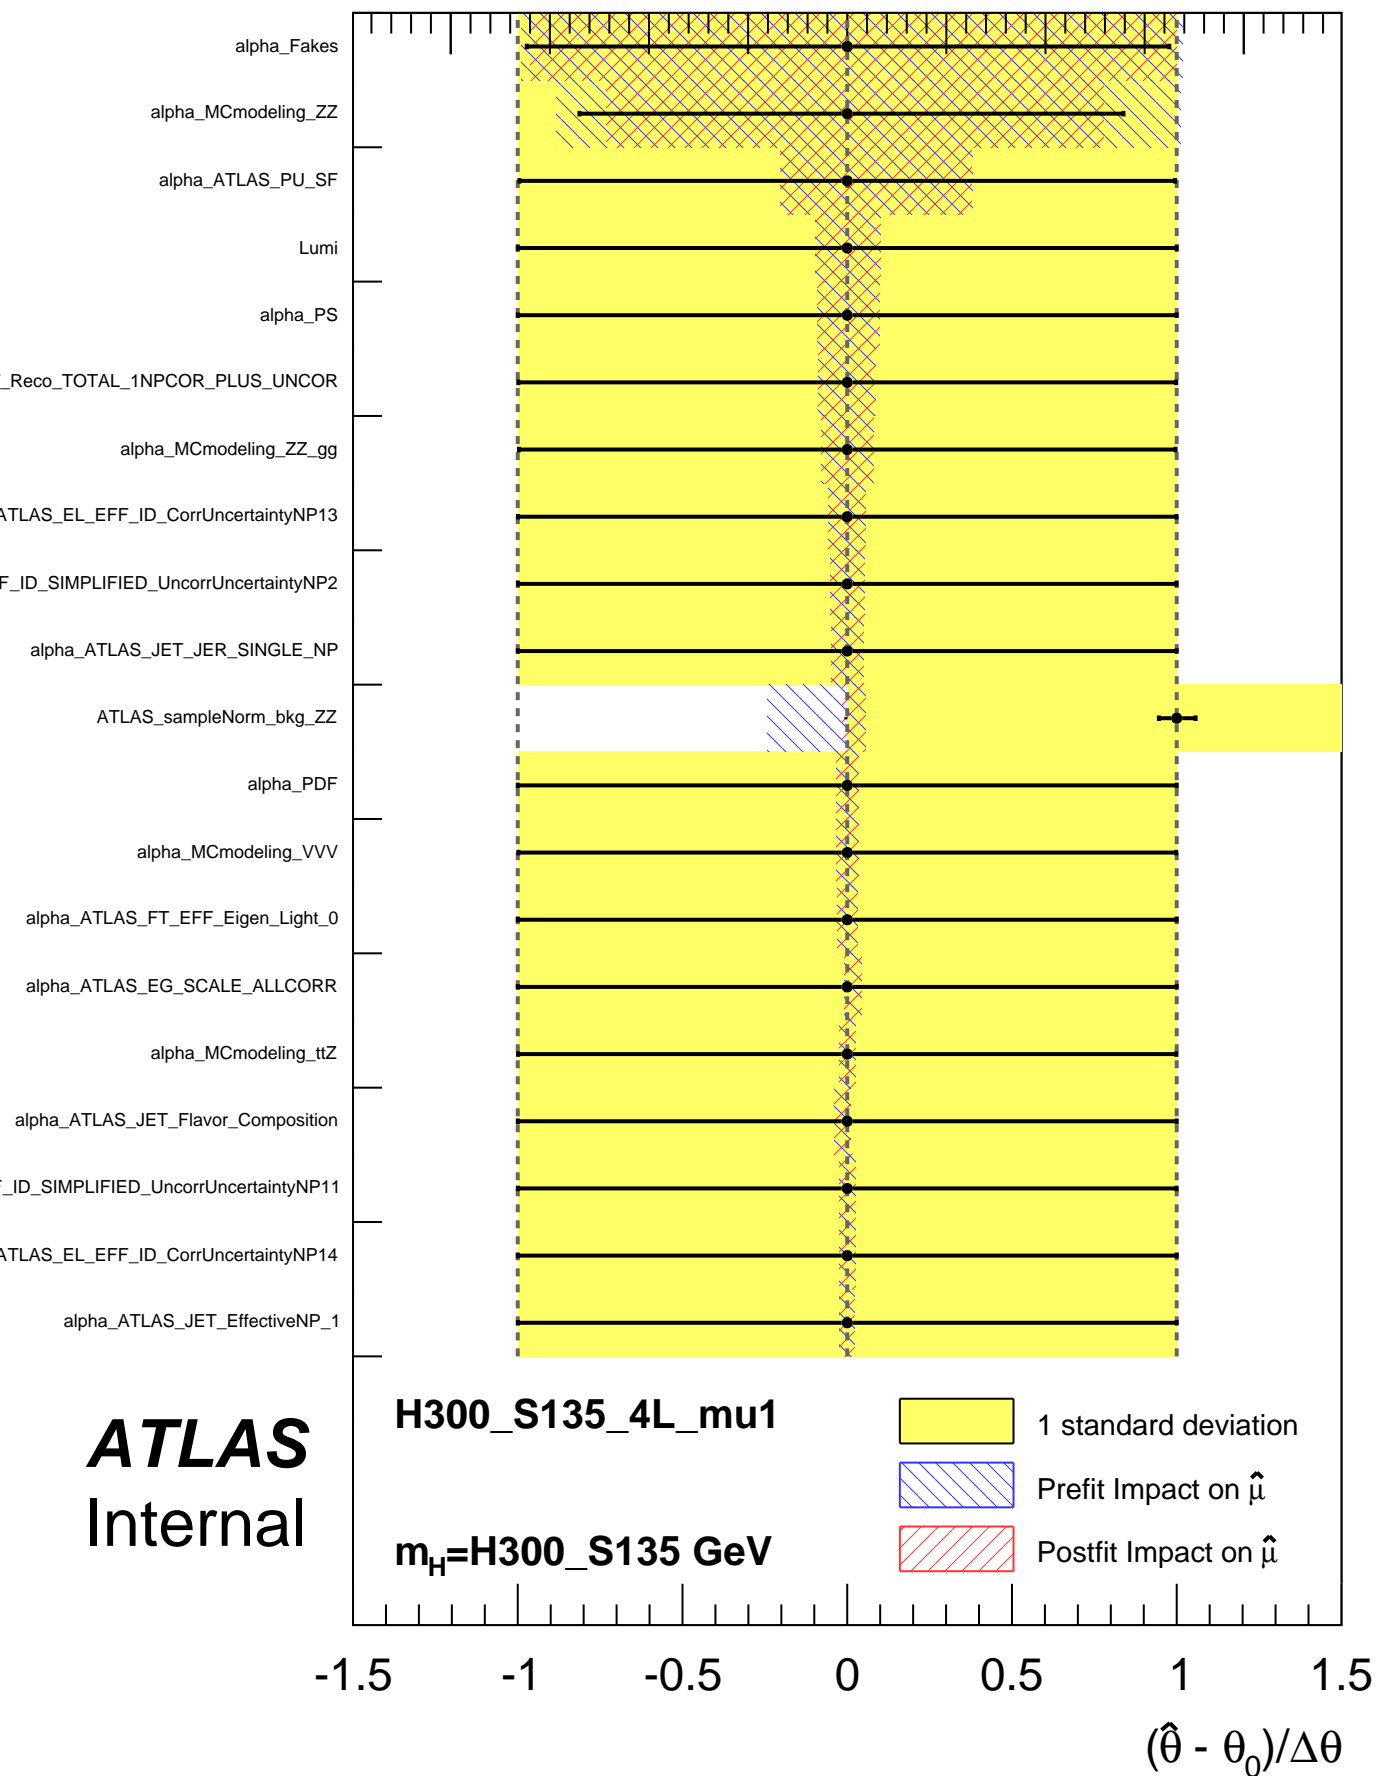 alpha_Fakes
alpha_MCmodeling_ZZ
alpha_ATLAS_PU_SF
Lumi
alpha_PS
_Reco_TOTAL_1NPCOR_PLUS_UNCOR
alpha_MCmodeling_ZZ_gg
ATLAS_EL_EFF_ID_CorrUncertaintyNP13
F_ID_SIMPLIFIED_UncorrUncertaintyNP2
alpha_ATLAS_JET_JER_SINGLE_NP
ATLAS_sampleNorm_bkg_ZZ
alpha_PDF
alpha_MCmodeling_VVV
alpha_ATLAS_FT_EFF_Eigen_Light_0
alpha_ATLAS_EG_SCALE_ALLCORR
alpha_MCmodeling_ttZ
alpha_ATLAS_JET_Flavor_Composition
_ID_SIMPLIFIED_UncorrUncertaintyNP11
ATLAS_EL_EFF_ID_CorrUncertaintyNP14
alpha_ATLAS_JET_EffectiveNP_1
ATLAS
Internal
H300_S135_4L_mu1
m_H=H300_S135 GeV
1 standard deviation
Prefit Impact on μ̂
Postfit Impact on μ̂
-1.5 -1 -0.5 0 0.5 1 1.5
(θ̂ - θ₀)/Δθ